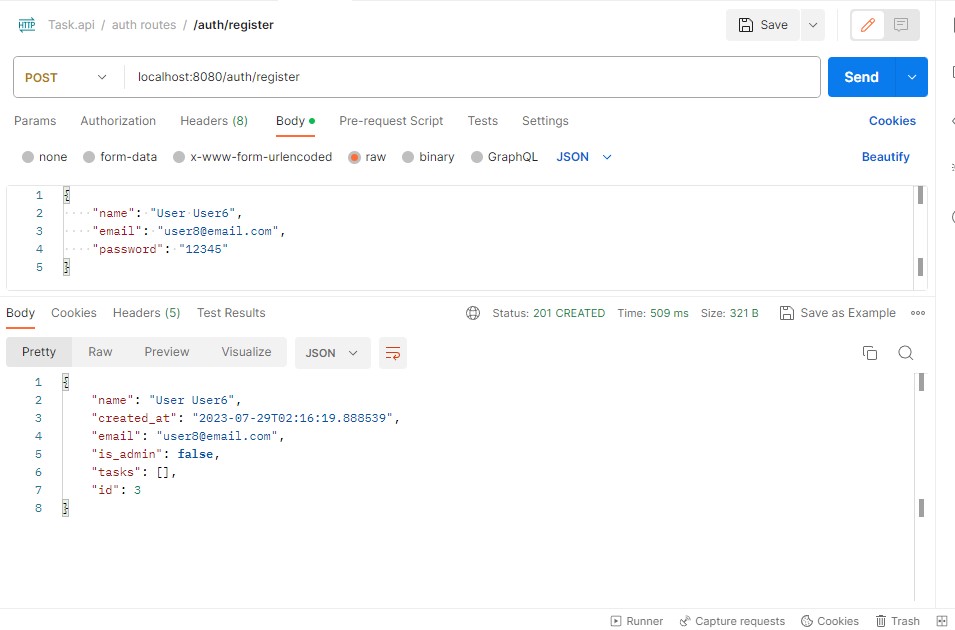 HTTP Task.api / auth routes / /auth/register Save
POST localhost:8080/auth/register Send
Params Authorization Headers (8) Body Pre-request Script Tests Settings Cookies
none form-data x-www-form-urlencoded raw binary GraphQL JSON Beautify
1 {
2 ····"name":·"User·User6",
3 ····"email":·"user8@email.com",
4 ····"password":·"12345"
5 }
Body Cookies Headers (5) Test Results Status: 201 CREATED Time: 509 ms Size: 321 B Save as Example
Pretty Raw Preview Visualize JSON
1 {
2 "name": "User User6",
3 "created_at": "2023-07-29T02:16:19.888539",
4 "email": "user8@email.com",
5 "is_admin": false,
6 "tasks": [],
7 "id": 3
8 }
Runner Capture requests Cookies Trash